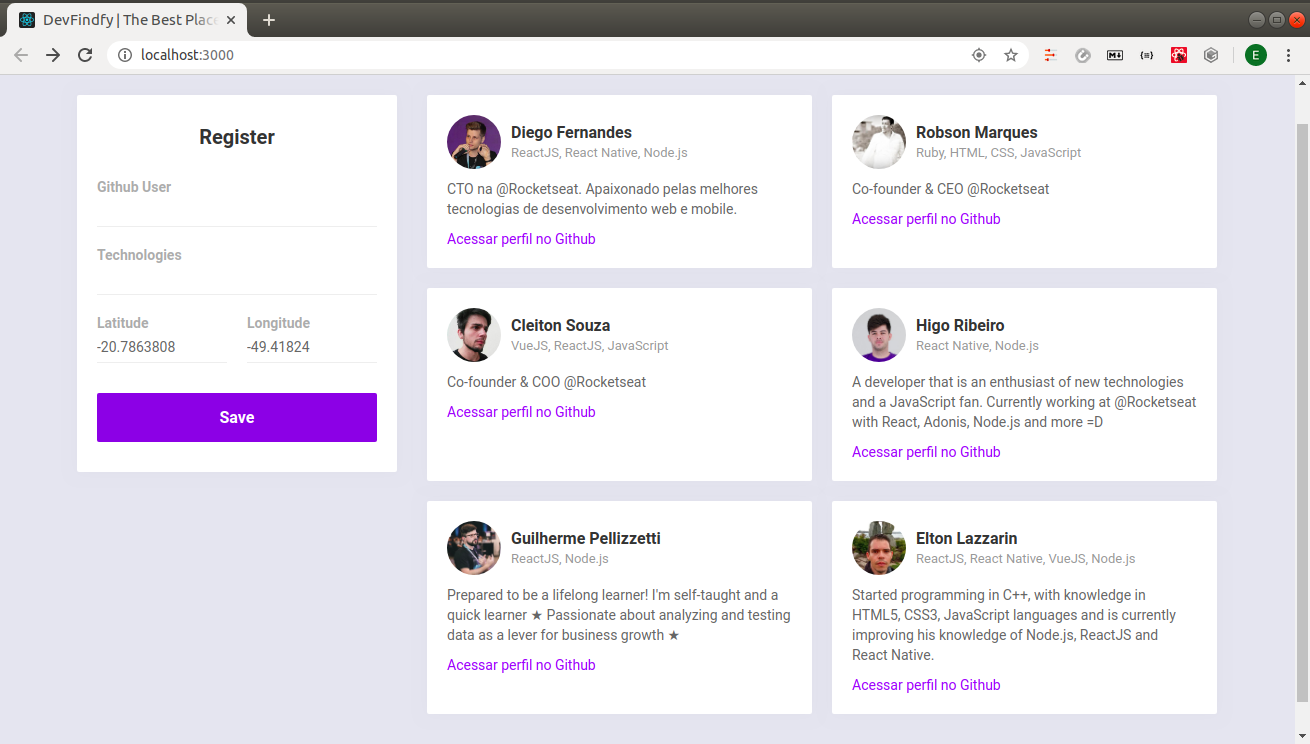 DevFindfy | The Best Place
localhost:3000
E
Register
Github User
Technologies
Latitude Longitude
-20.7863808 -49.41824
Save
Diego Fernandes
ReactJS, React Native, Node.js
CTO na @Rocketseat. Apaixonado pelas melhores
tecnologias de desenvolvimento web e mobile.
Acessar perfil no Github
Robson Marques
Ruby, HTML, CSS, JavaScript
Co-founder & CEO @Rocketseat
Acessar perfil no Github
Cleiton Souza
VueJS, ReactJS, JavaScript
Co-founder & COO @Rocketseat
Acessar perfil no Github
Higo Ribeiro
React Native, Node.js
A developer that is an enthusiast of new technologies
and a JavaScript fan. Currently working at @Rocketseat
with React, Adonis, Node.js and more =D
Acessar perfil no Github
Guilherme Pellizzetti
ReactJS, Node.js
Prepared to be a lifelong learner! I'm self-taught and a
quick learner ★ Passionate about analyzing and testing
data as a lever for business growth ★
Acessar perfil no Github
Elton Lazzarin
ReactJS, React Native, VueJS, Node.js
Started programming in C++, with knowledge in
HTML5, CSS3, JavaScript languages and is currently
improving his knowledge of Node.js, ReactJS and
React Native.
Acessar perfil no Github